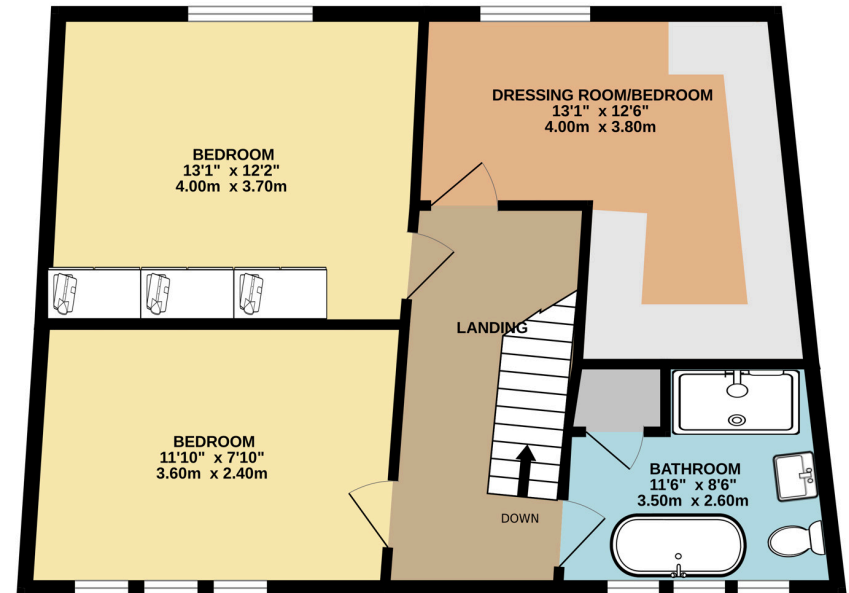 DRESSING ROOM/BEDROOM
13'1" x 12'6"
4.00m x 3.80m
BEDROOM
13'1" x 12'2"
4.00m x 3.70m
LANDING
BEDROOM
11'10" x 7'10"
3.60m x 2.40m
BATHROOM
11'6" x 8'6"
3.50m x 2.60m
DOWN